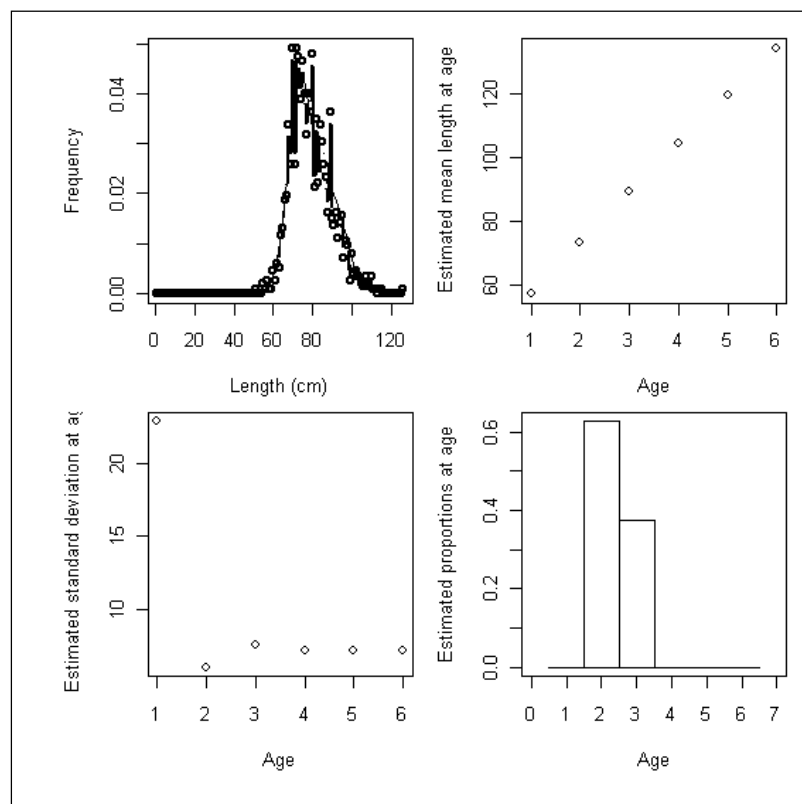 Frequency
0.00 0.02 0.04
0 20 40 60 80 120
Length (cm)
Estimated mean length at age
60 80 100 120
1 2 3 4 5 6
Age
Estimated standard deviation at ag
10 15 20
1 2 3 4 5 6
Age
Estimated proportions at age
0.0 0.2 0.4 0.6
0 1 2 3 4 5 6 7
Age